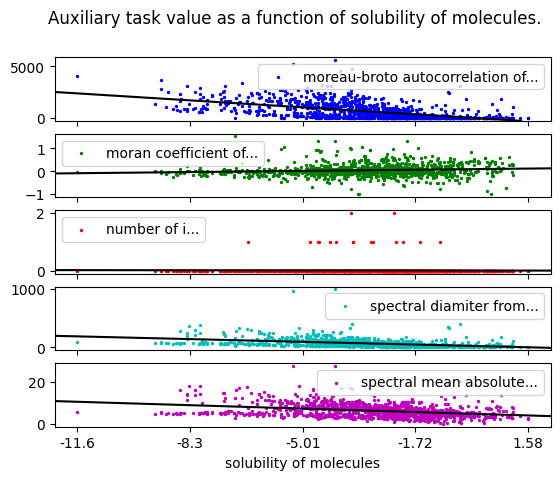 Auxiliary task value as a function of solubility of molecules.
5000
0
moreau-broto autocorrelation of...
1
0
−1
moran coefficient of...
2
0
number of i...
1000
0
spectral diamiter from...
20
0
spectral mean absolute...
-11.6 -8.3 -5.01 -1.72 1.58
solubility of molecules